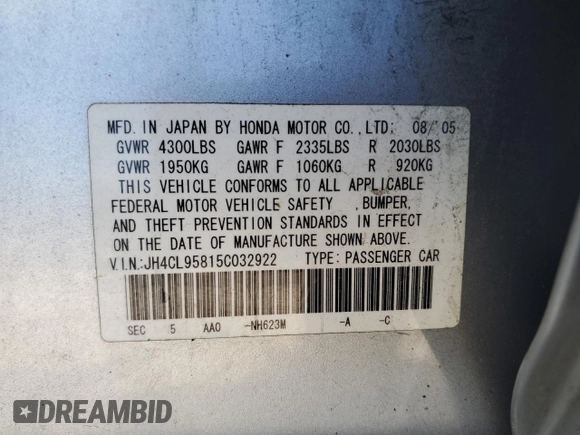 MFD. IN JAPAN BY HONDA MOTOR CO., LTD. 08/05
GVWR 4300LBS GAWR F 2335LBS R 2030LBS
GVWR 1950KG GAWR F 1060KG R 920KG
THIS VEHICLE CONFORMS TO ALL APPLICABLE
FEDERAL MOTOR VEHICLE SAFETY , BUMPER,
AND THEFT PREVENTION STANDARDS IN EFFECT
ON THE DATE OF MANUFACTURE SHOWN ABOVE.
V.I.N.:JH4CL95815C032922 TYPE: PASSENGER CAR
SEC 5 AAO -NH623M -A -C
DREAMBID